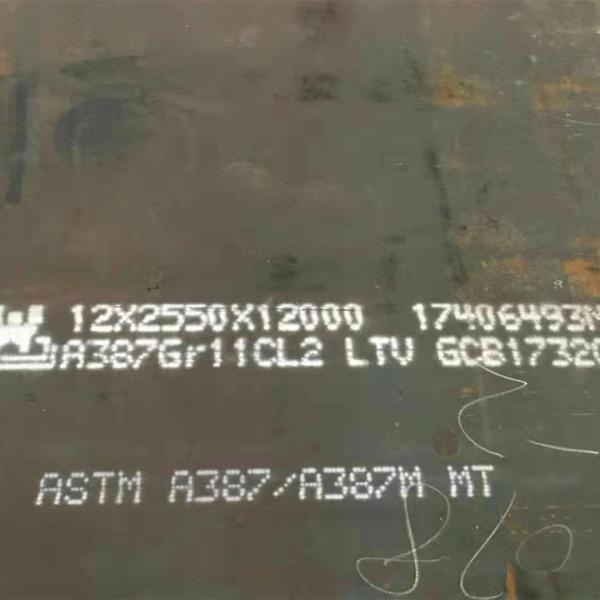 12X2550X12000 17406493
A387Gr11CL2 LTV GCB1732
ASTM A387/A387M MT